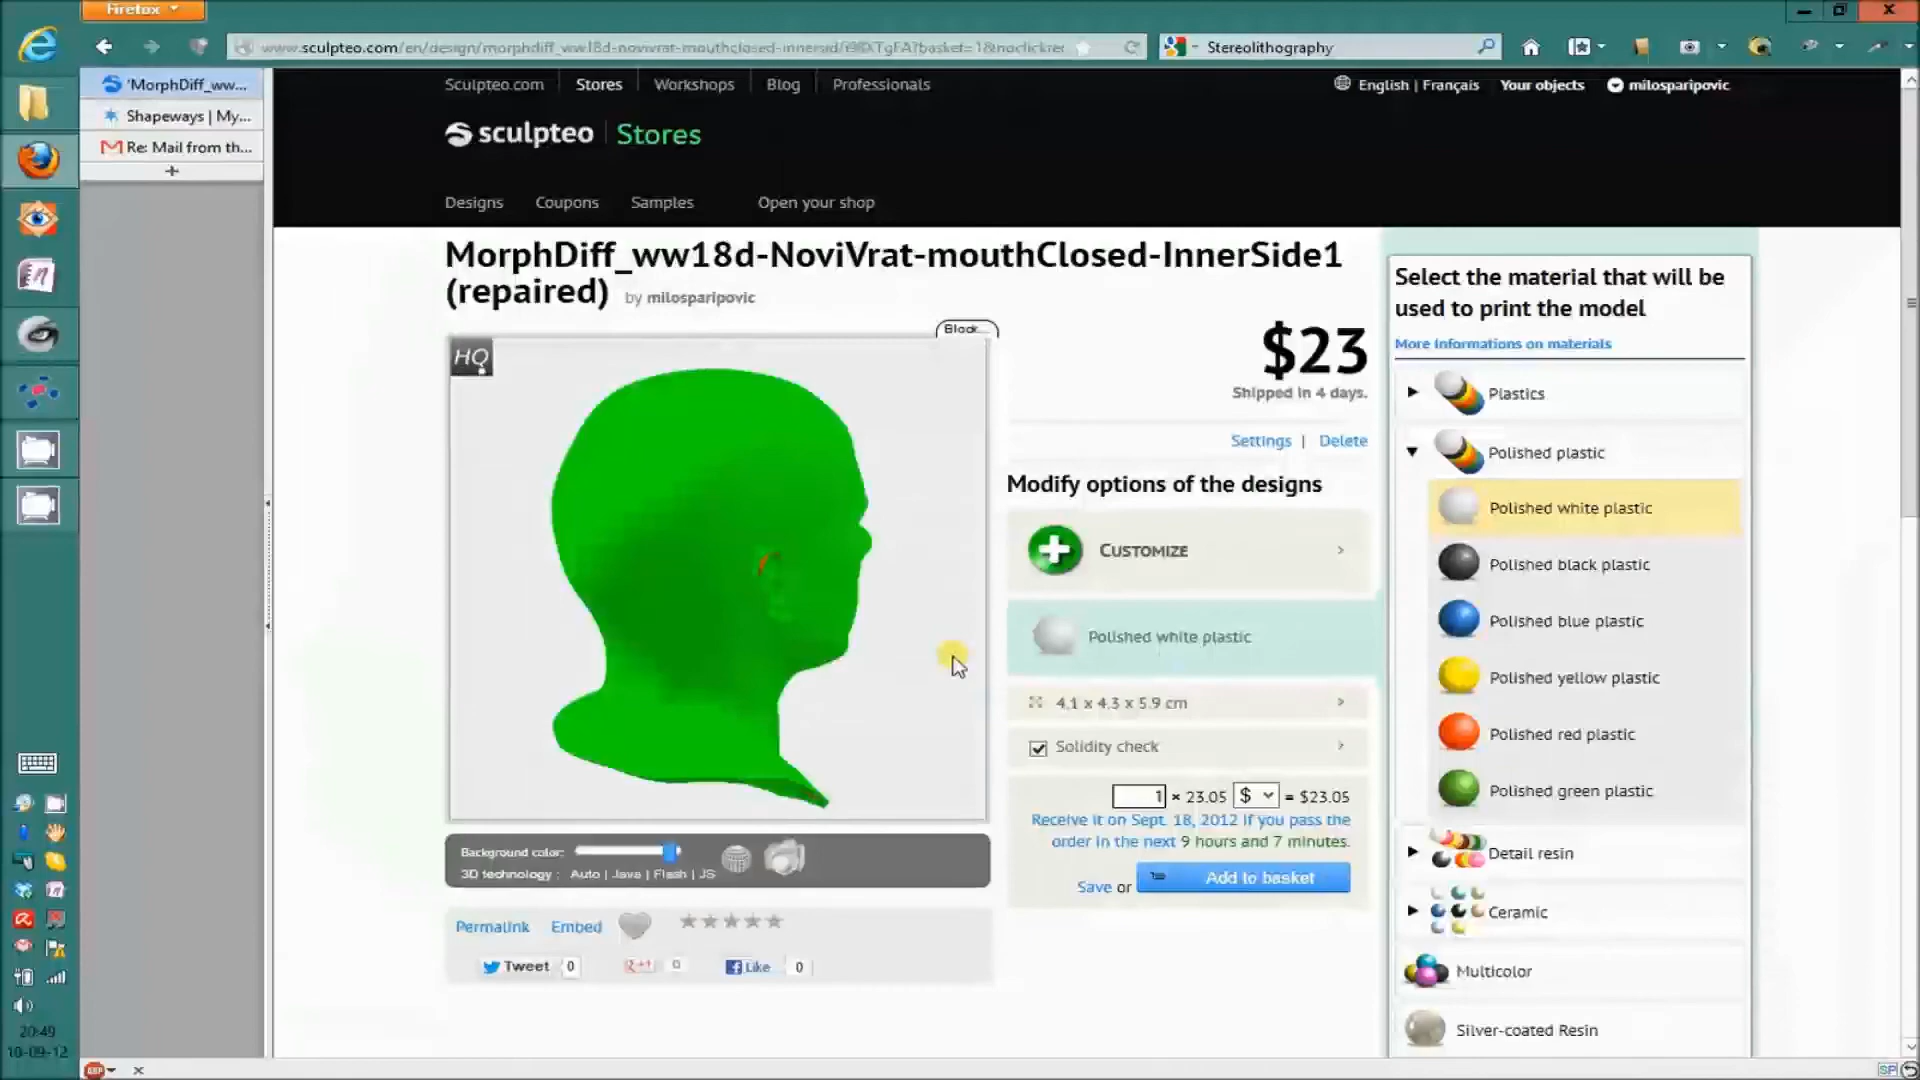 Firefox
www.sculpteo.com/en/design/morphdiff_ww18d-novivrat-mouthclosed-innersid/
Stereolithography
'MorphDiff_ww...
Shapeways | My...
Re: Mail from th...
Sculpteo.com
Stores
Workshops
Blog
Professionals
English | Français
Your objects
milosparipovic
sculpteo | Stores
Designs
Coupons
Samples
Open your shop
MorphDiff_ww18d-NoviVrat-mouthClosed-InnerSide1
(repaired) by milosparipovic
Block...
HQ
$23
Shipped in 4 days.
Settings | Delete
Modify options of the designs
CUSTOMIZE
Polished white plastic
4.1 x 4.3 x 5.9 cm
Solidity check
1 × 23.05 $ = $23.05
Receive it on Sept. 18, 2012 if you pass the
order in the next 9 hours and 7 minutes.
Save or Add to basket
Background color:
3D technology : Auto | Java | Flash | JS
Permalink
Embed
Tweet 0
0
Like 0
Select the material that will be
used to print the model
More informations on materials
Plastics
Polished plastic
Polished white plastic
Polished black plastic
Polished blue plastic
Polished yellow plastic
Polished red plastic
Polished green plastic
Detail resin
Ceramic
Multicolor
Silver-coated Resin
20:49
10-09-12
ABP